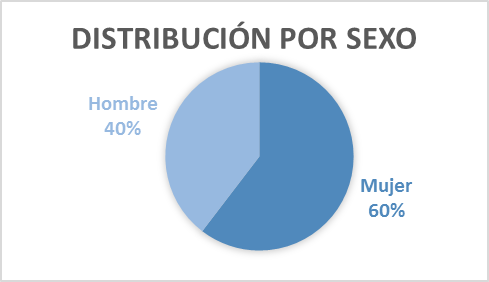 DISTRIBUCIÓN POR SEXO
Hombre
40%
Mujer
60%